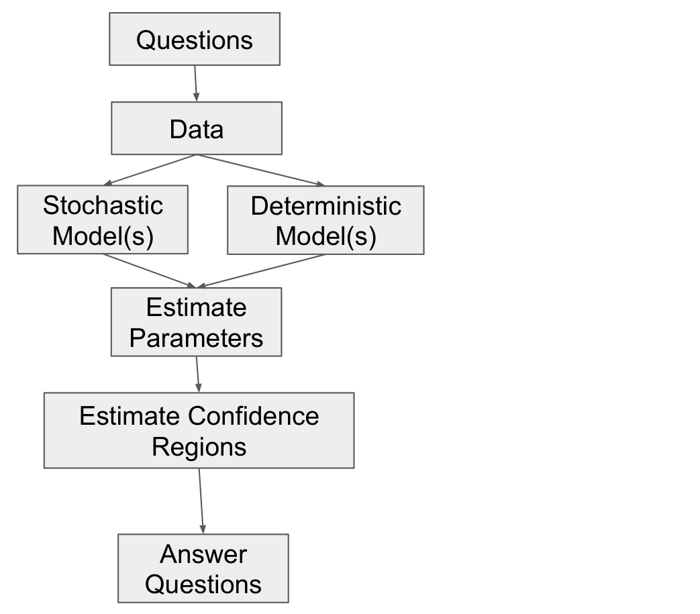 Questions
Data
Stochastic
Model(s)
Deterministic
Model(s)
Estimate
Parameters
Estimate Confidence
Regions
Answer
Questions